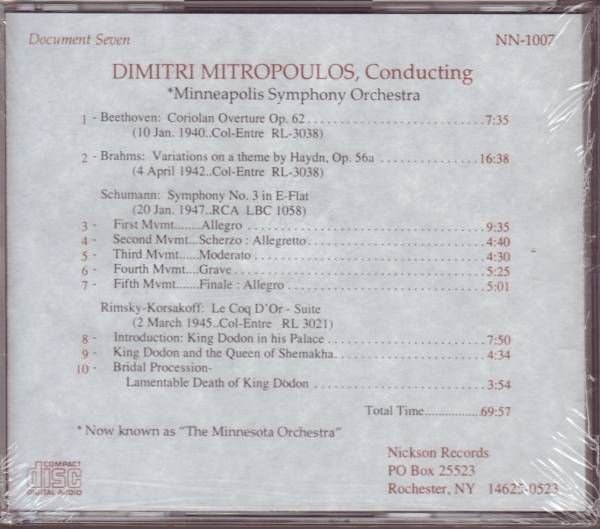 Document Seven NN-1007
DIMITRI MITROPOULOS, Conducting
*Minneapolis Symphony Orchestra
1 - Beethoven: Coriolan Overture Op. 62 7:35
(10 Jan. 1940..Col-Entre RL-3038)
2 - Brahms: Variations on a theme by Haydn, Op. 56a 16:38
(4 April 1942..Col-Entre RL-3038)
Schumann: Symphony No. 3 in E-Flat
(20 Jan. 1947..RCA LBC 1058)
3 - First Mvmt........Allegro 9:35
4 - Second Mvmt...Scherzo : Allegretto 4:40
5 - Third Mvmt......Moderato 4:30
6 - Fourth Mvmt....Grave 5:25
7 - Fifth Mvmt.......Finale : Allegro 5:01
Rimsky-Korsakoff: Le Coq D'Or - Suite
(2 March 1945..Col-Entre RL 3021)
8 - Introduction: King Dodon in his Palace 7:50
9 - King Dodon and the Queen of Shemakha 4:34
10 - Bridal Procession-
Lamentable Death of King Dodon 3:54
Total Time................69:57
* Now known as "The Minnesota Orchestra"
COMPACT
disc
DIGITAL AUDIO
Nickson Records
PO Box 25523
Rochester, NY 14625-0523